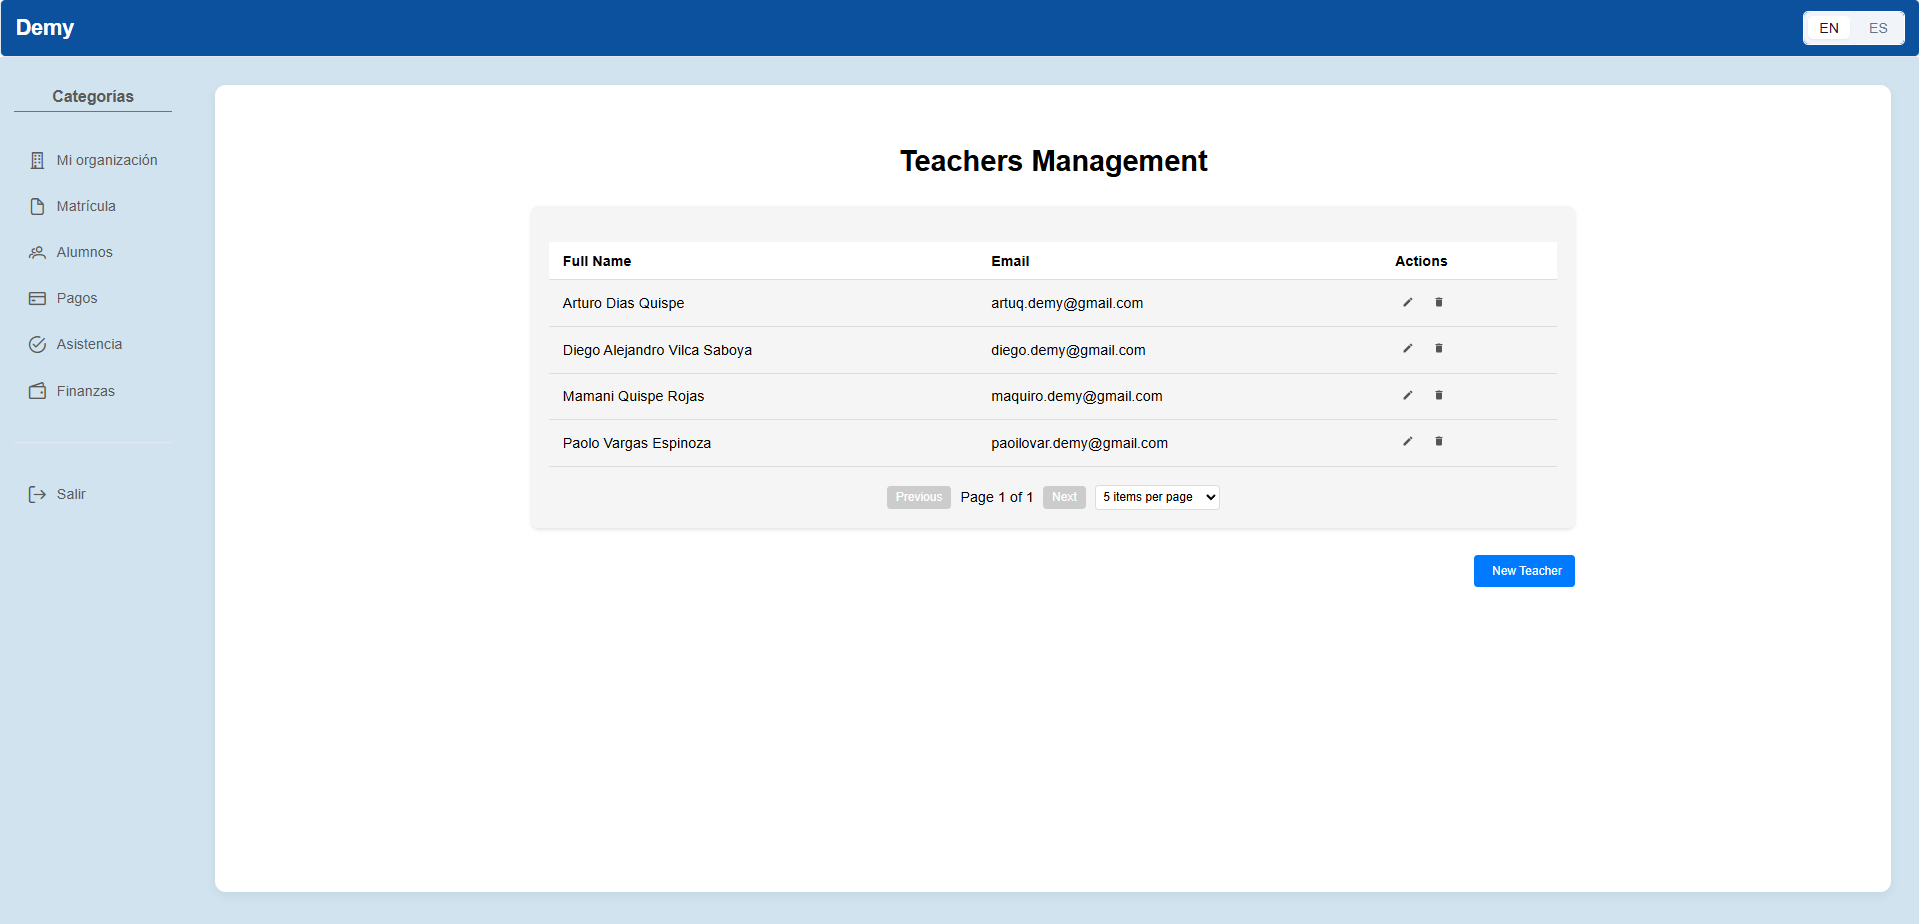 Demy
EN ES
Categorías
Mi organización
Matrícula
Alumnos
Pagos
Asistencia
Finanzas
Salir
Teachers Management
Full Name Email Actions
Arturo Dias Quispe artuq.demy@gmail.com
Diego Alejandro Vilca Saboya diego.demy@gmail.com
Mamani Quispe Rojas maquiro.demy@gmail.com
Paolo Vargas Espinoza paoilovar.demy@gmail.com
Previous Page 1 of 1 Next 5 items per page
New Teacher